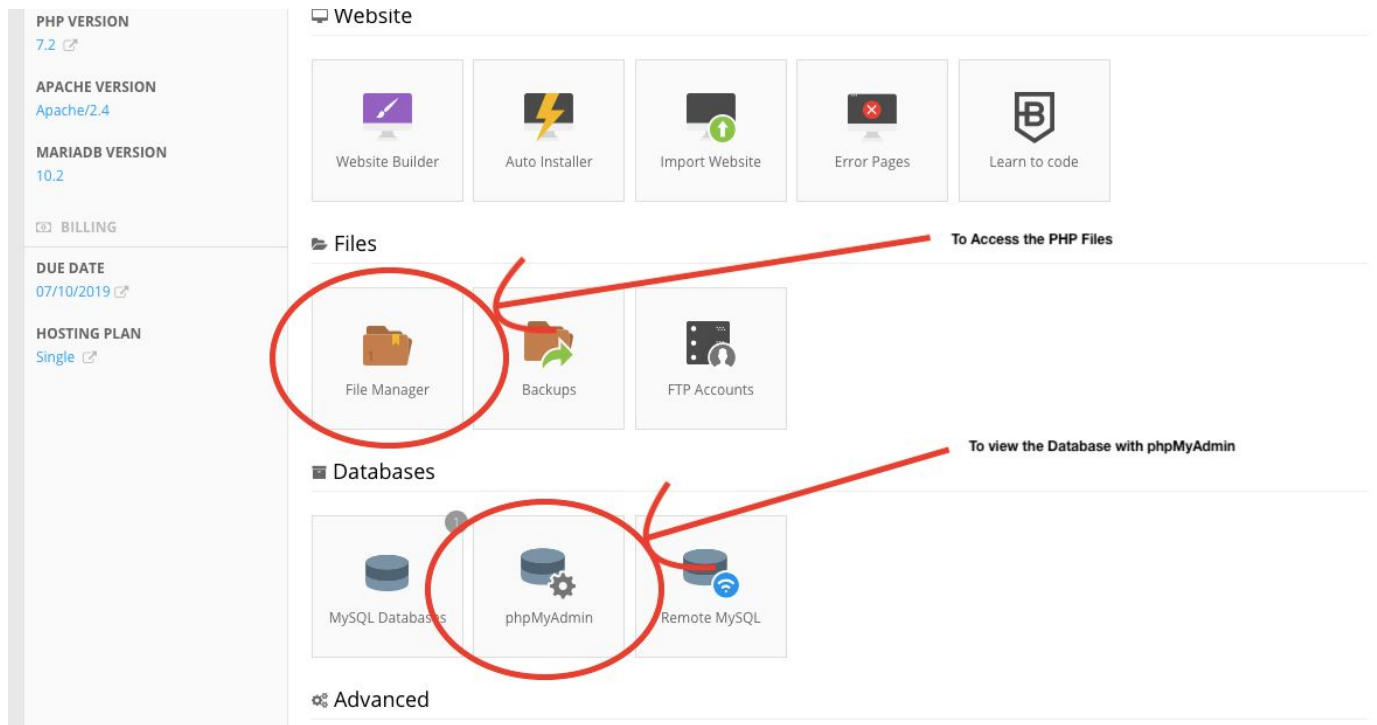 PHP VERSION
7.2
APACHE VERSION
Apache/2.4
MARIADB VERSION
10.2
BILLING
DUE DATE
07/10/2019
HOSTING PLAN
Single
Website
Website Builder
Auto Installer
Import Website
Error Pages
Learn to code
Files
To Access the PHP Files
1
File Manager
Backups
FTP Accounts
To view the Database with phpMyAdmin
Databases
1
MySQL Databases
phpMyAdmin
Remote MySQL
Advanced